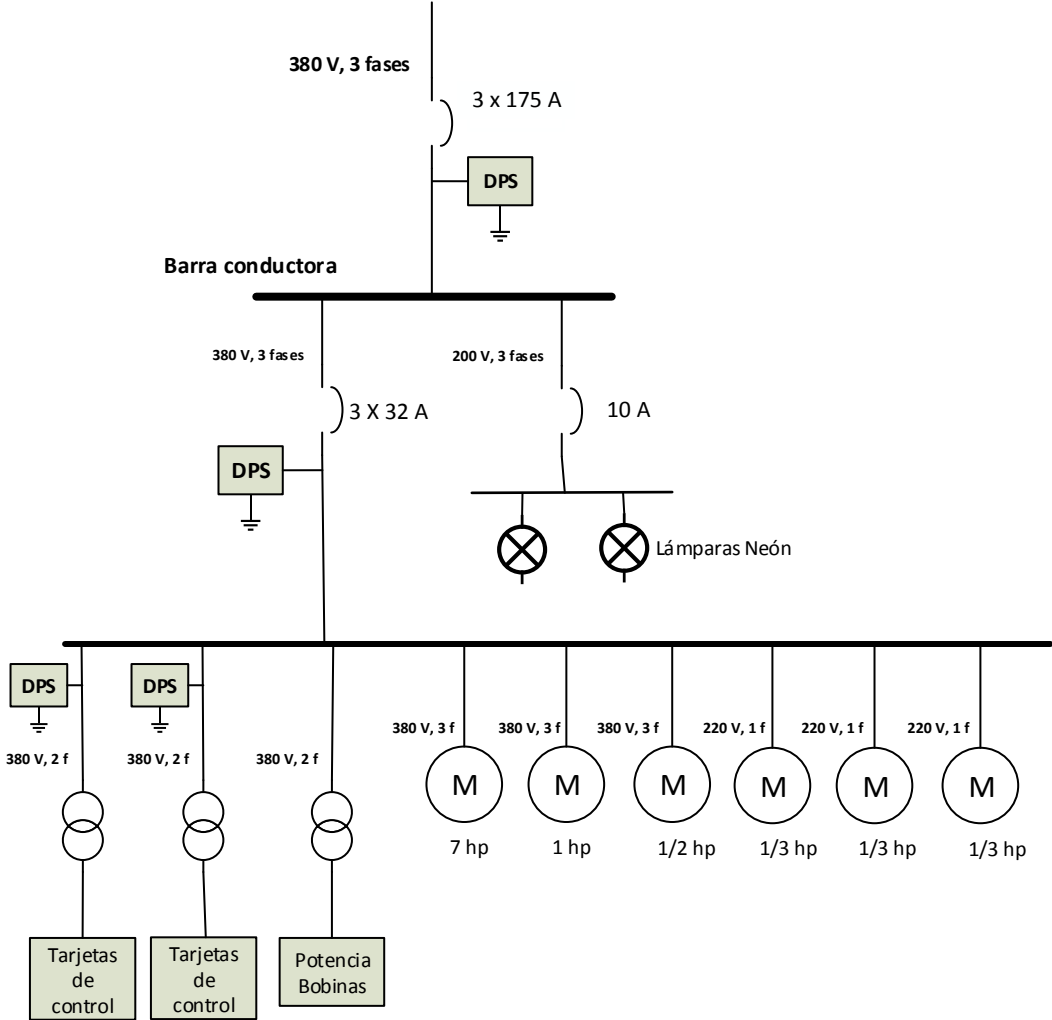 380 V, 3 fases
3 x 175 A
DPS
Barra conductora
380 V, 3 fases
200 V, 3 fases
3 X 32 A
10 A
DPS
Lámparas Neón
DPS
DPS
380 V, 2 f
380 V, 2 f
380 V, 2 f
380 V, 3 f
380 V, 3 f
380 V, 3 f
220 V, 1 f
220 V, 1 f
220 V, 1 f
M
M
M
M
M
M
7 hp
1 hp
1/2 hp
1/3 hp
1/3 hp
1/3 hp
Tarjetas
de
control
Tarjetas
de
control
Potencia
Bobinas